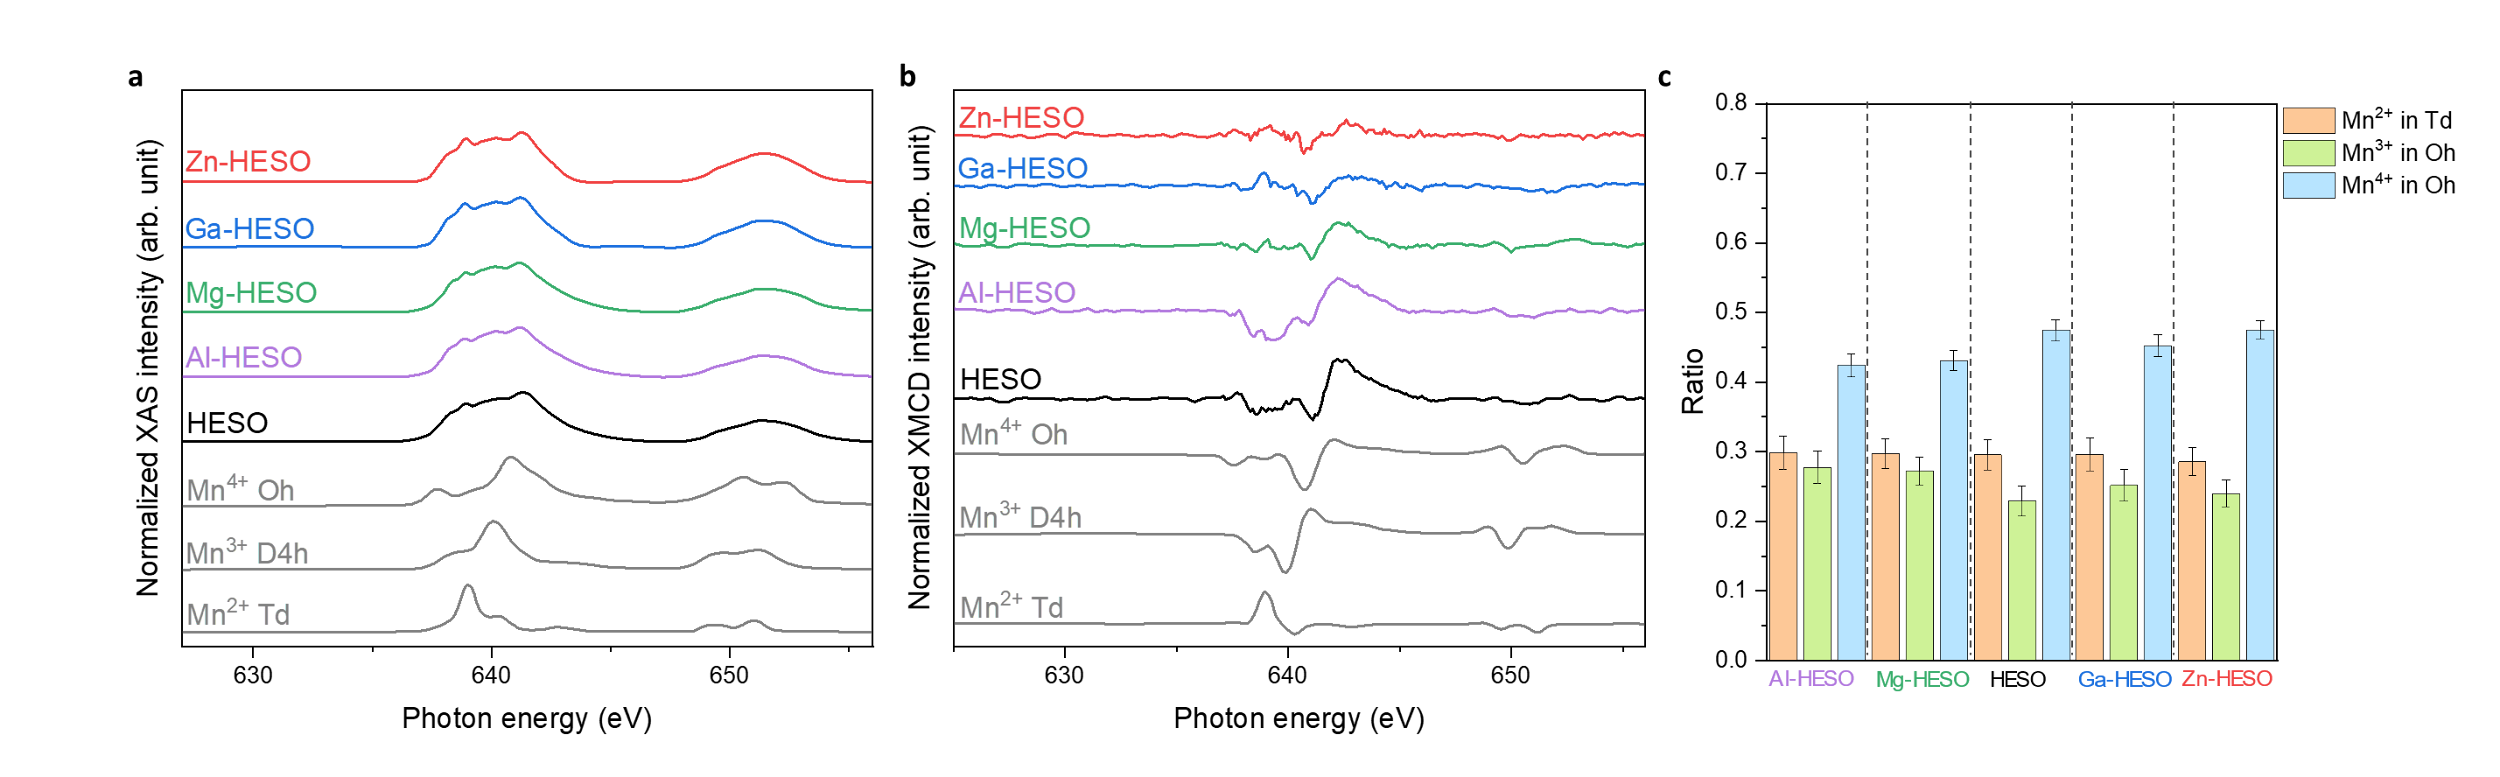 a
Normalized XAS intensity (arb. unit)
Zn-HESO
Ga-HESO
Mg-HESO
Al-HESO
HESO
Mn⁴⁺ Oh
Mn³⁺ D4h
Mn²⁺ Td
630 640 650
Photon energy (eV)
b
Normalized XMCD intensity (arb. unit)
Zn-HESO
Ga-HESO
Mg-HESO
Al-HESO
HESO
Mn⁴⁺ Oh
Mn³⁺ D4h
Mn²⁺ Td
630 640 650
Photon energy (eV)
c
Ratio
0.8
0.7
0.6
0.5
0.4
0.3
0.2
0.1
0.0
Al-HESO Mg-HESO HESO Ga-HESO Zn-HESO
Mn²⁺ in Td
Mn³⁺ in Oh
Mn⁴⁺ in Oh